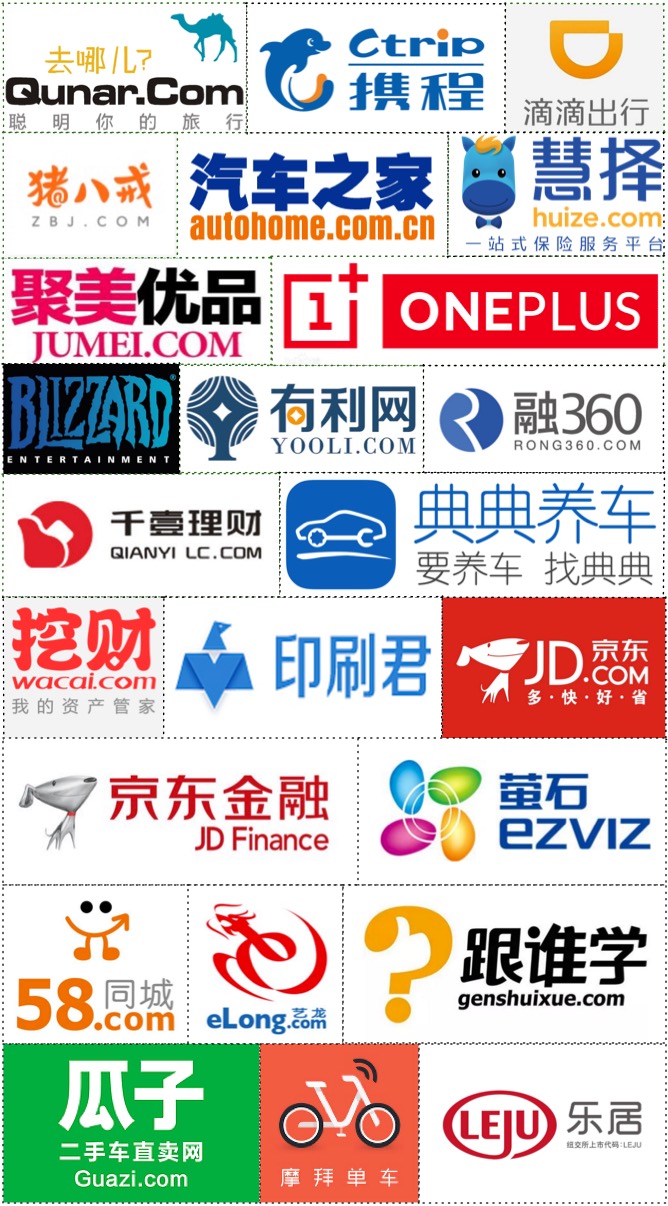 去哪儿?
Qunar.Com
聪明你的旅行
Ctrip
携程
滴滴出行
猪八戒
ZBJ.COM
汽车之家
autohome.com.cn
慧择
huize.com
一站式保险服务平台
聚美优品
JUMEI.COM
1+
ONEPLUS
BLIZZARD
ENTERTAINMENT
有利网
YOOLI.COM
融360
RONG360.COM
千壹理财
QIANYI LC.COM
典典养车
要养车 找典典
挖财
wacai.com
我的资产管家
印刷君
JD.COM
京东
多·快·好·省
京东金融
JD Finance
萤石
ezviz
58同城
.com
eLong艺龙
.com
跟谁学
genshuixue.com
瓜子
二手车直卖网
Guazi.com
摩拜单车
LEJU
乐居
纽交所上市代码:LEJU